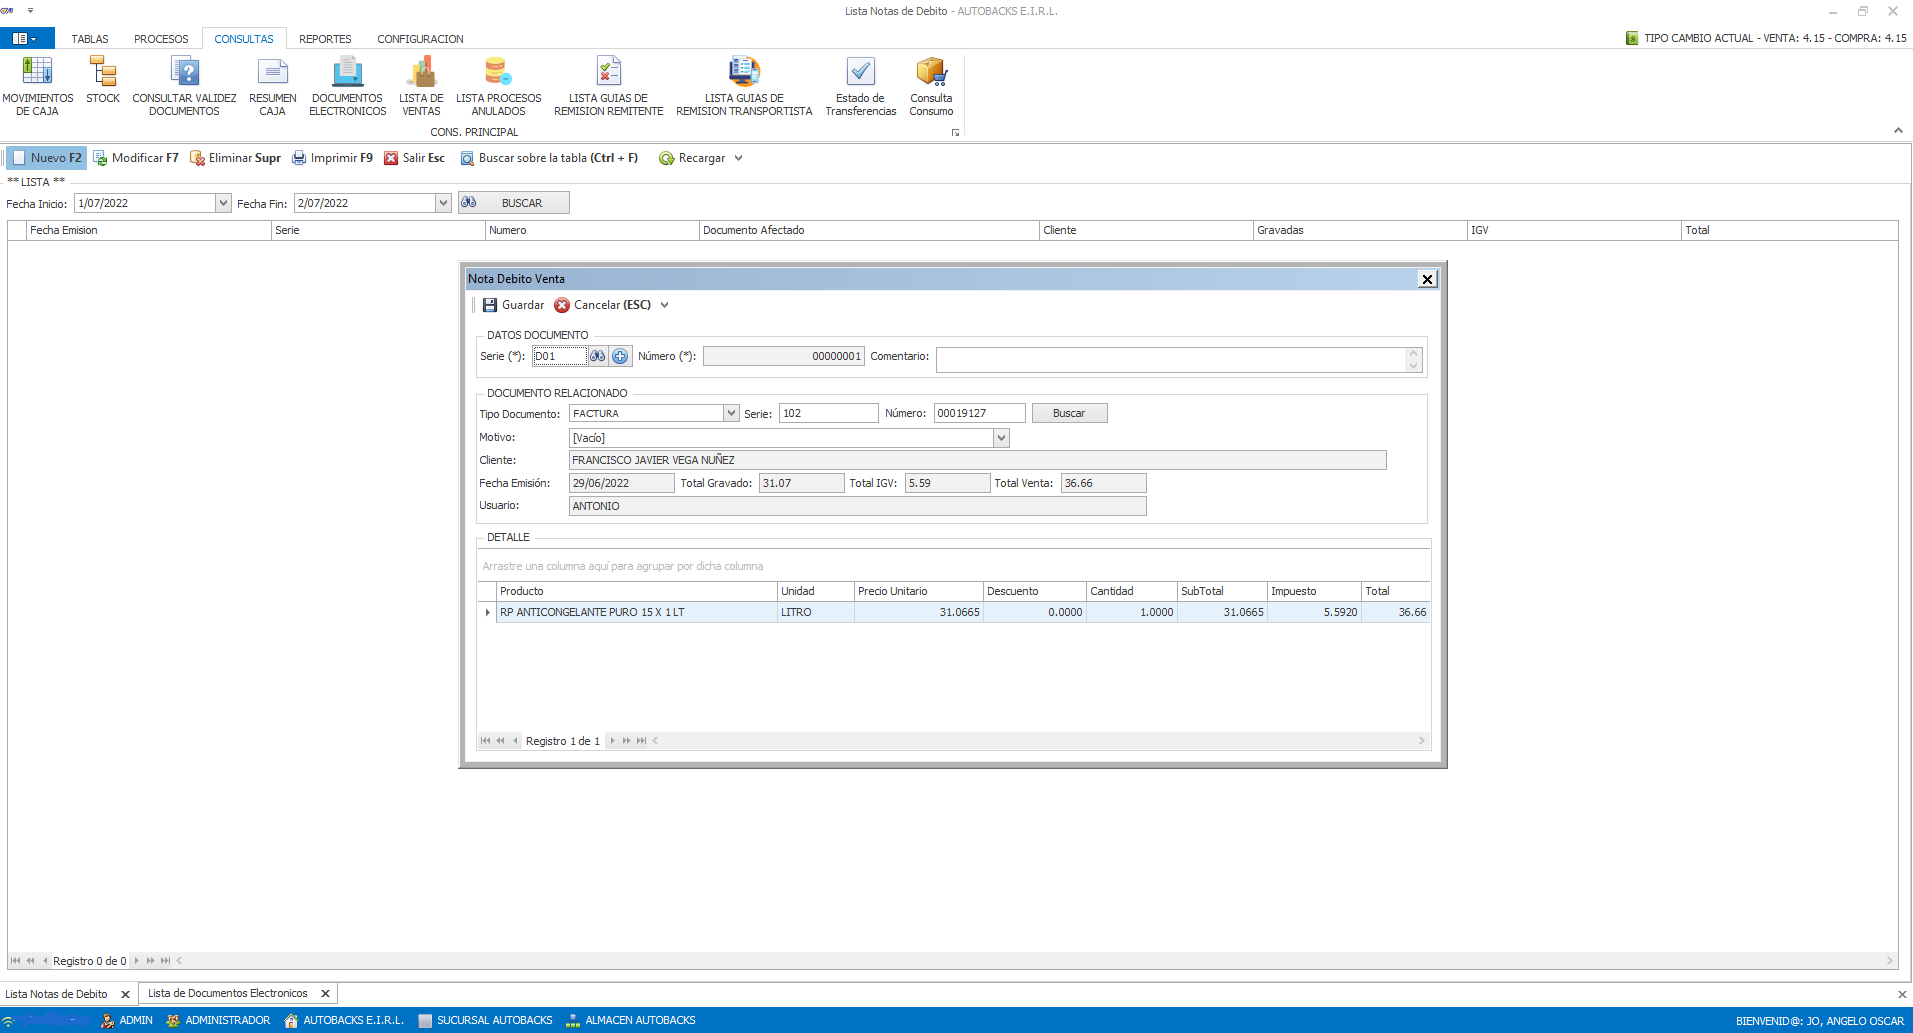 Lista Notas de Debito - AUTOBACKS E.I.R.L.
TABLAS PROCESOS CONSULTAS REPORTES CONFIGURACION
TIPO CAMBIO ACTUAL - VENTA: 4.15 - COMPRA: 4.15
MOVIMIENTOS DE CAJA
STOCK
CONSULTAR VALIDEZ DOCUMENTOS
RESUMEN CAJA
DOCUMENTOS ELECTRONICOS
LISTA DE VENTAS
LISTA PROCESOS ANULADOS
LISTA GUIAS DE REMISION REMITENTE
LISTA GUIAS DE REMISION TRANSPORTISTA
Estado de Transferencias
Consulta Consumo
CONS. PRINCIPAL
Nuevo F2 Modificar F7 Eliminar Supr Imprimir F9 Salir Esc Buscar sobre la tabla (Ctrl + F) Recargar
** LISTA **
Fecha Inicio: 1/07/2022 Fecha Fin: 2/07/2022 BUSCAR
Fecha Emision Serie Numero Documento Afectado Cliente Gravadas IGV Total
Nota Debito Venta
Guardar Cancelar (ESC)
DATOS DOCUMENTO
Serie (*): D01 Número (*): 00000001 Comentario:
DOCUMENTO RELACIONADO
Tipo Documento: FACTURA Serie: 102 Número: 00019127 Buscar
Motivo: [Vacío]
Cliente: FRANCISCO JAVIER VEGA NUÑEZ
Fecha Emisión: 29/06/2022 Total Gravado: 31.07 Total IGV: 5.59 Total Venta: 36.66
Usuario: ANTONIO
DETALLE
Arrastre una columna aquí para agrupar por dicha columna
Producto Unidad Precio Unitario Descuento Cantidad SubTotal Impuesto Total
RP ANTICONGELANTE PURO 15 X 1 LT LITRO 31.0665 0.0000 1.0000 31.0665 5.5920 36.66
Registro 1 de 1
Registro 0 de 0
Lista Notas de Debito Lista de Documentos Electronicos
ADMIN ADMINISTRADOR AUTOBACKS E.I.R.L. SUCURSAL AUTOBACKS ALMACEN AUTOBACKS
BIENVENID@: JO, ANGELO OSCAR